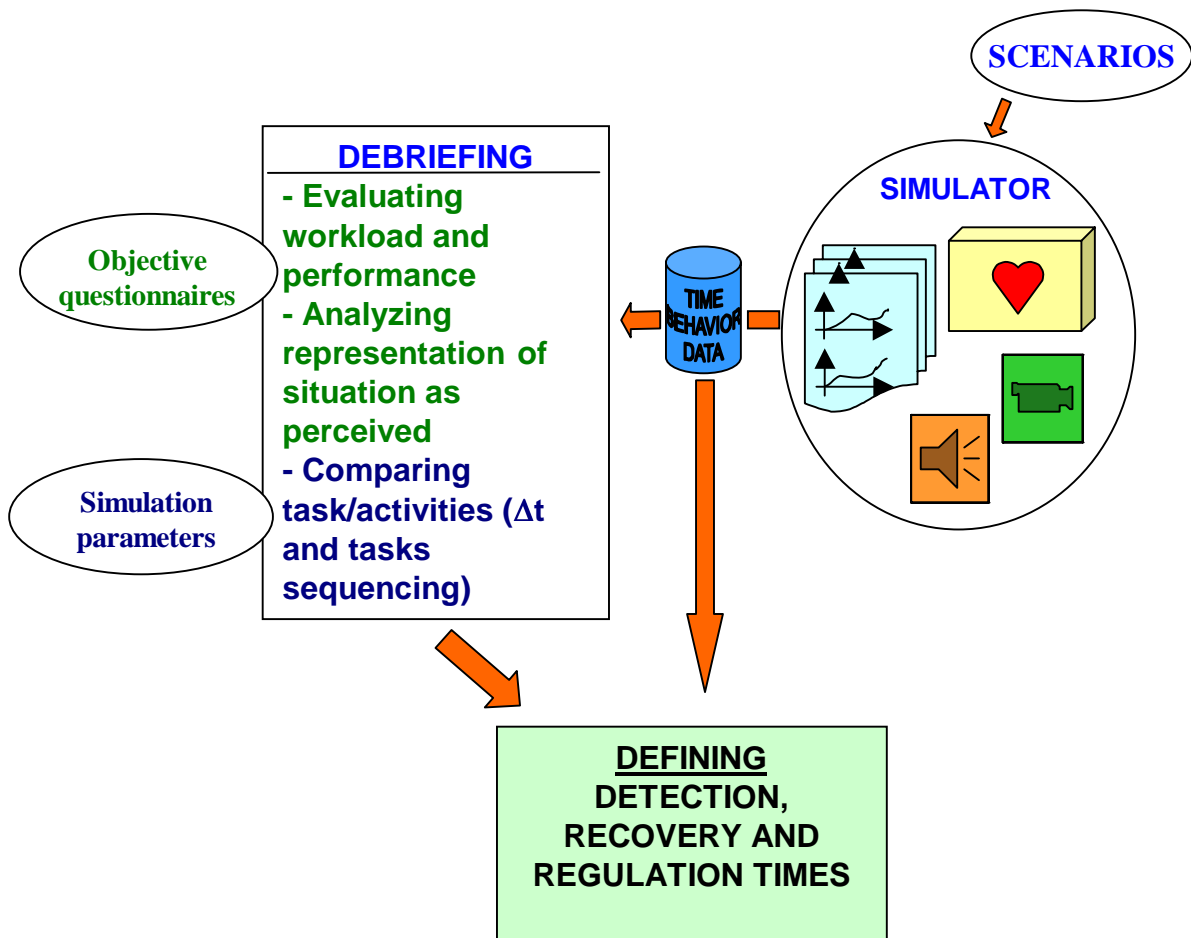 SCENARIOS
SIMULATOR
DEBRIEFING
- Evaluating
workload and
performance
- Analyzing
representation of
situation as
perceived
- Comparing
task/activities (Δt
and tasks
sequencing)
Objective
questionnaires
Simulation
parameters
TIME
BEHAVIOR
DATA
DEFINING
DETECTION,
RECOVERY AND
REGULATION TIMES